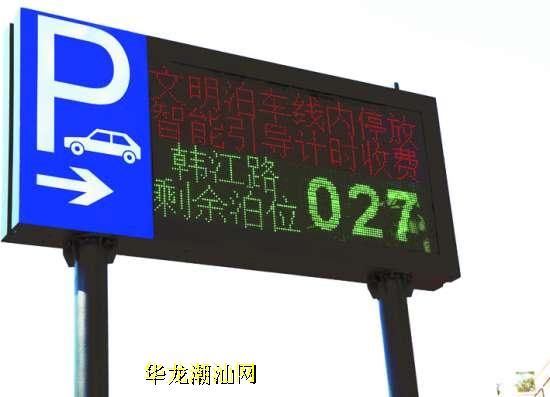 P
文明泊车线内停放
智能引导计时收费
韩江路
剩余泊位 027
华龙潮汕网